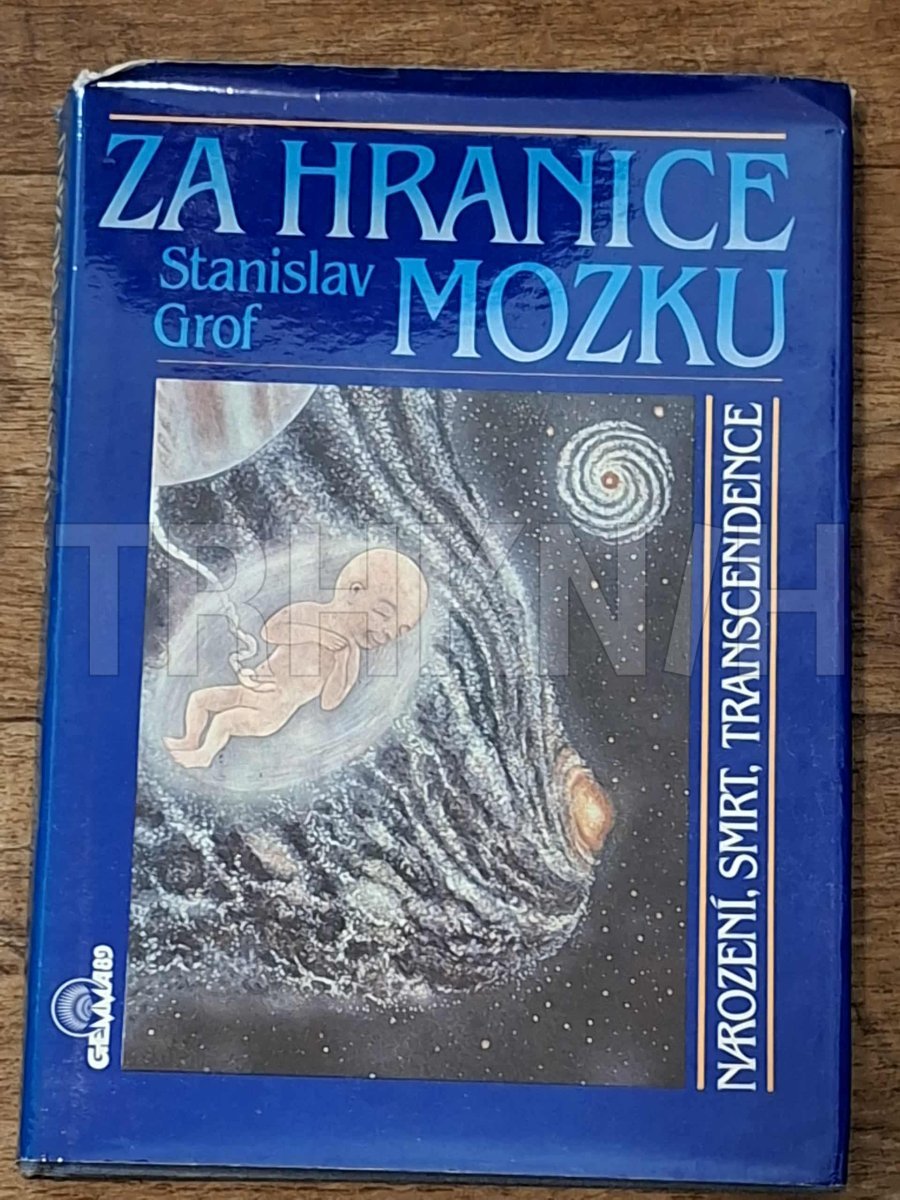 ZA HRANICE
Stanislav
Grof
MOZKU
NAROZENÍ, SMRT, TRANSCENDENCE
GEMMA89